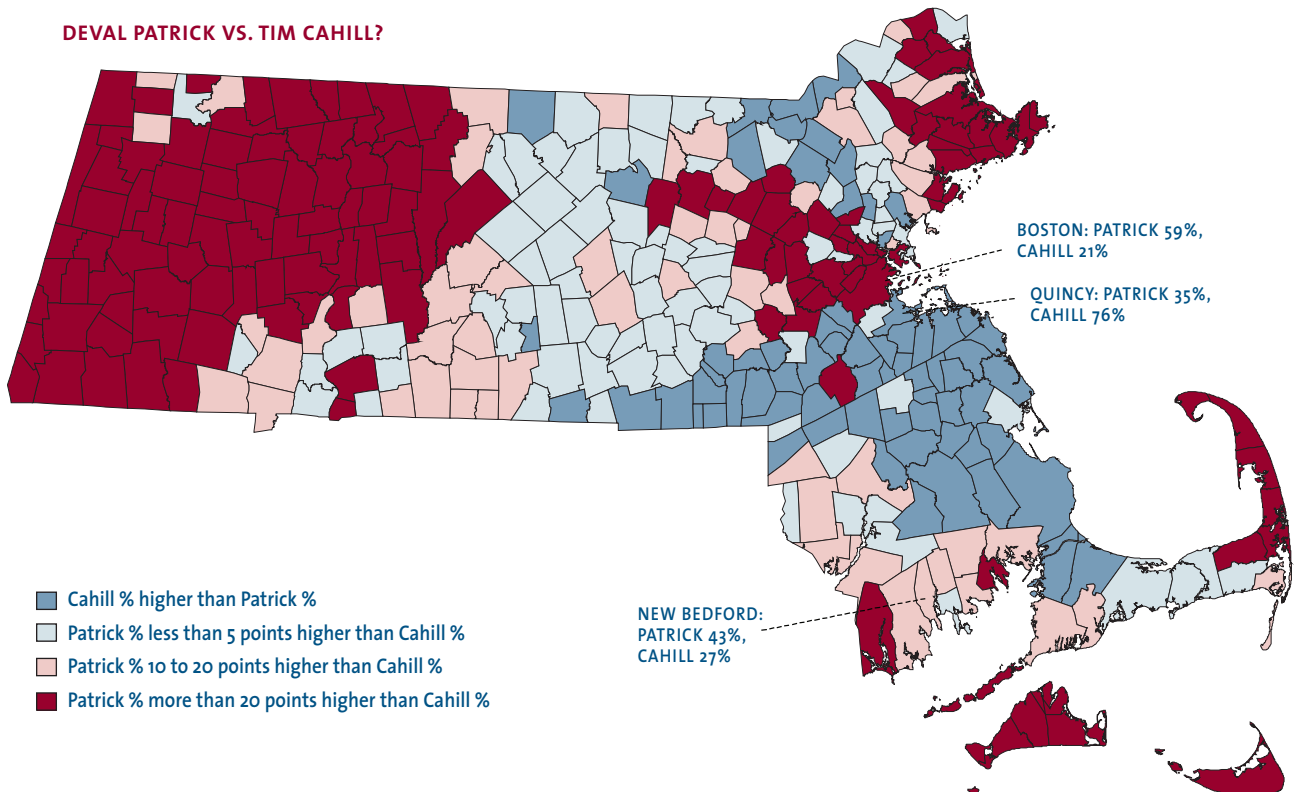 DEVAL PATRICK VS. TIM CAHILL?
BOSTON: PATRICK 59%,
CAHILL 21%
QUINCY: PATRICK 35%,
CAHILL 76%
Cahill % higher than Patrick %
Patrick % less than 5 points higher than Cahill %
Patrick % 10 to 20 points higher than Cahill %
Patrick % more than 20 points higher than Cahill %
NEW BEDFORD:
PATRICK 43%,
CAHILL 27%